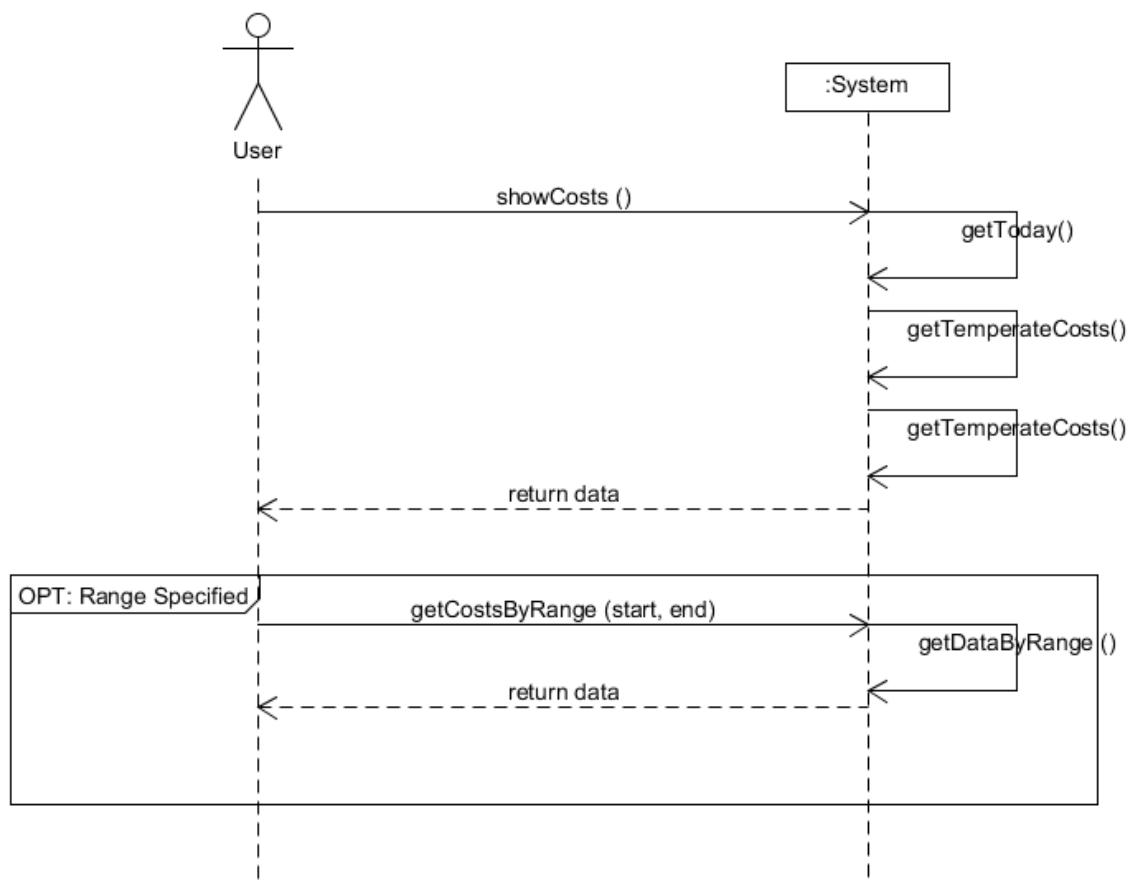 :System
User
showCosts ()
getToday()
getTemperateCosts()
getTemperateCosts()
return data
OPT: Range Specified
getCostsByRange (start, end)
getDataByRange ()
return data